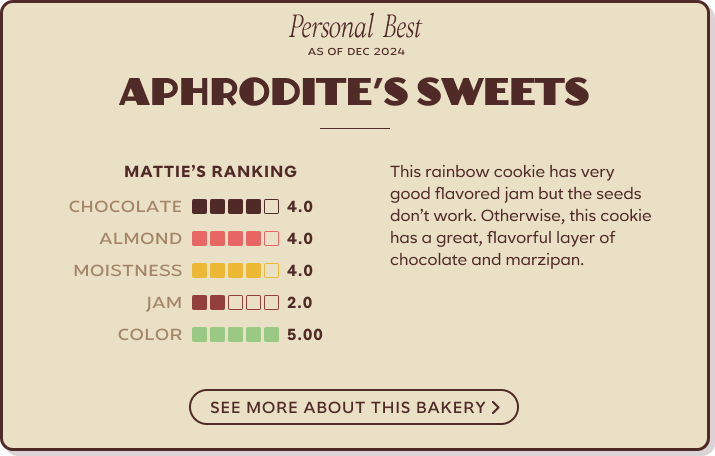 Personal Best
AS OF DEC 2024
APHRODITE'S SWEETS
MATTIE'S RANKING
CHOCOLATE 4.0
ALMOND 4.0
MOISTNESS 4.0
JAM 2.0
COLOR 5.00
This rainbow cookie has very
good flavored jam but the seeds
don't work. Otherwise, this cookie
has a great, flavorful layer of
chocolate and marzipan.
SEE MORE ABOUT THIS BAKERY >